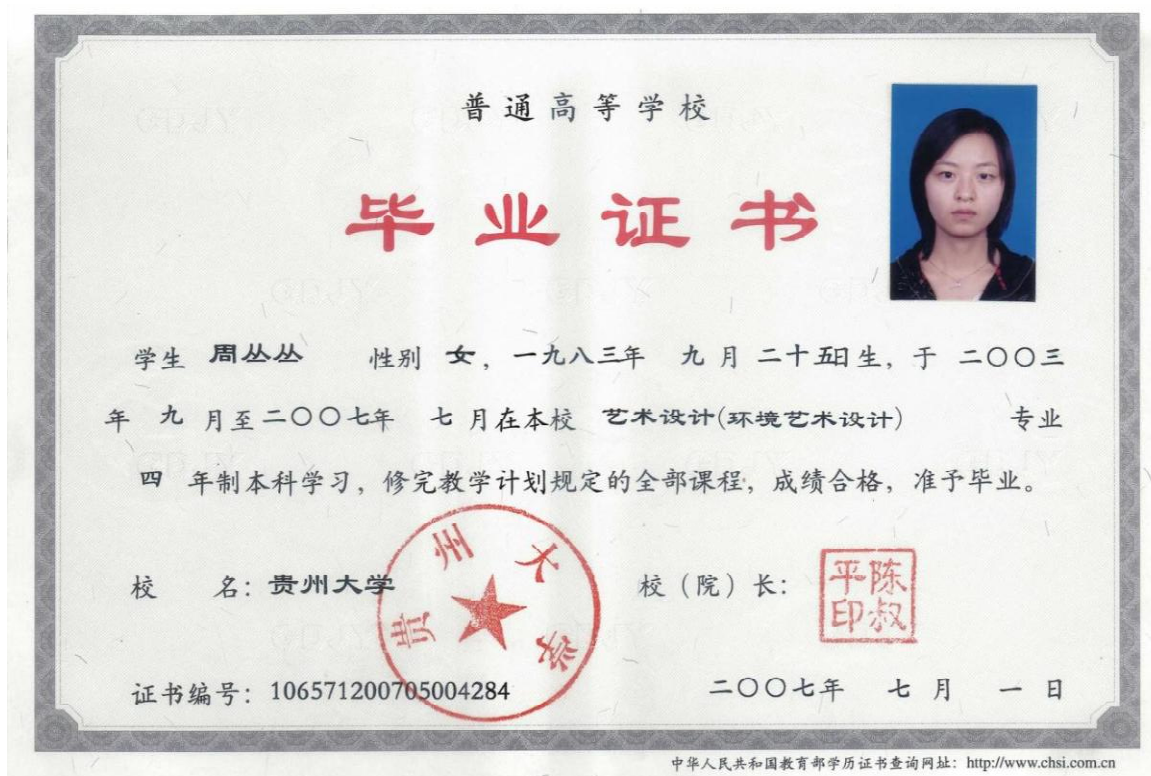 普通高等学校
毕业证书
学生 周丛丛 性别 女，一九八三年 九 月 二十五日生，于 二〇〇三
年 九 月至二〇〇七年 七 月在本校 艺术设计(环境艺术设计) 专业
四 年制本科学习，修完教学计划规定的全部课程，成绩合格，准予毕业。
校 名：贵州大学
贵州大学
校（院）长：
陈叔平印
证书编号：106571200705004284
二〇〇七年 七 月 一 日
中华人民共和国教育部学历证书查询网址：http://www.chsi.com.cn